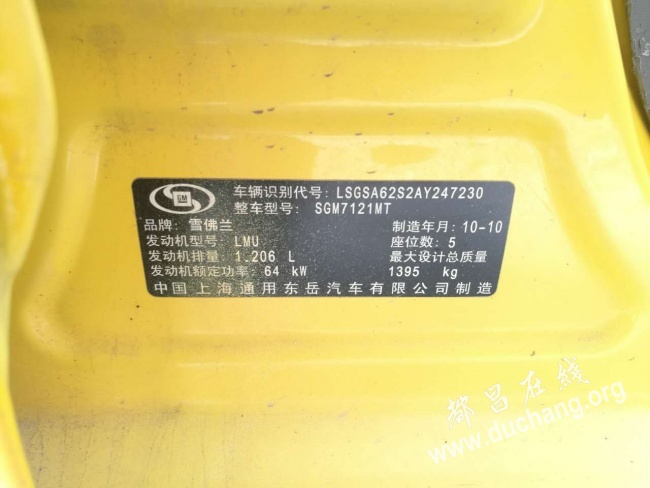 GM
车辆识别代号: LSGSA62S2AY247230
整车型号: SGM7121MT
品牌: 雪佛兰 制造年月: 10-10
发动机型号: LMU 座位数: 5
发动机排量: 1.206 L 最大设计总质量
发动机额定功率: 64 kW 1395 kg
中国上海通用东岳汽车有限公司制造
都昌在线
www.duchang.org